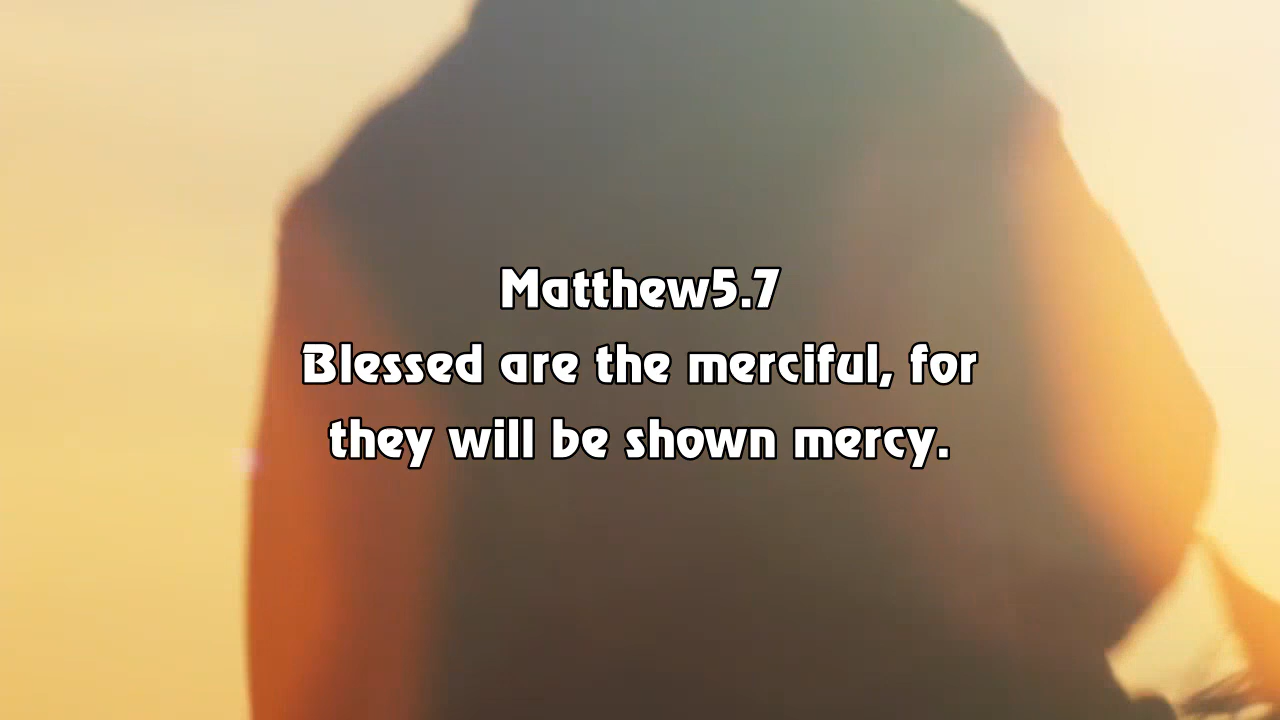 Matthew5.7
Blessed are the merciful, for
they will be shown mercy.